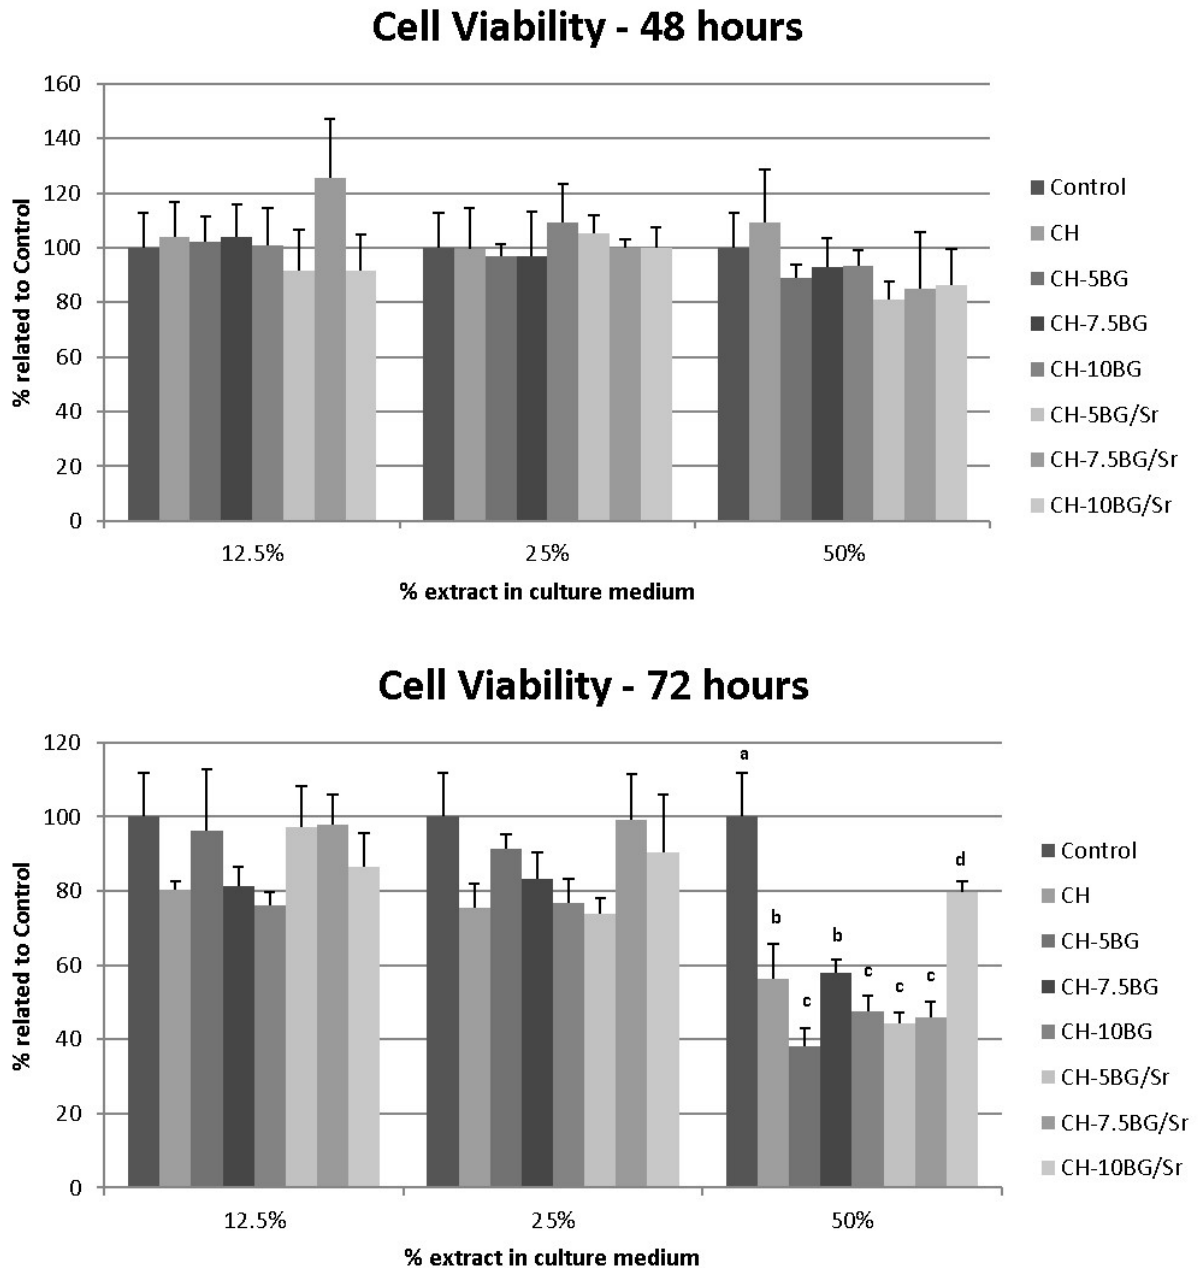 Cell Viability - 48 hours
160
140
120
100
80
60
40
20
0
% related to Control
12.5%
25%
50%
% extract in culture medium
Control
CH
CH-5BG
CH-7.5BG
CH-10BG
CH-5BG/Sr
CH-7.5BG/Sr
CH-10BG/Sr
Cell Viability - 72 hours
120
100
80
60
40
20
0
% related to Control
a
b
c
b
c
c
c
d
12.5%
25%
50%
% extract in culture medium
Control
CH
CH-5BG
CH-7.5BG
CH-10BG
CH-5BG/Sr
CH-7.5BG/Sr
CH-10BG/Sr